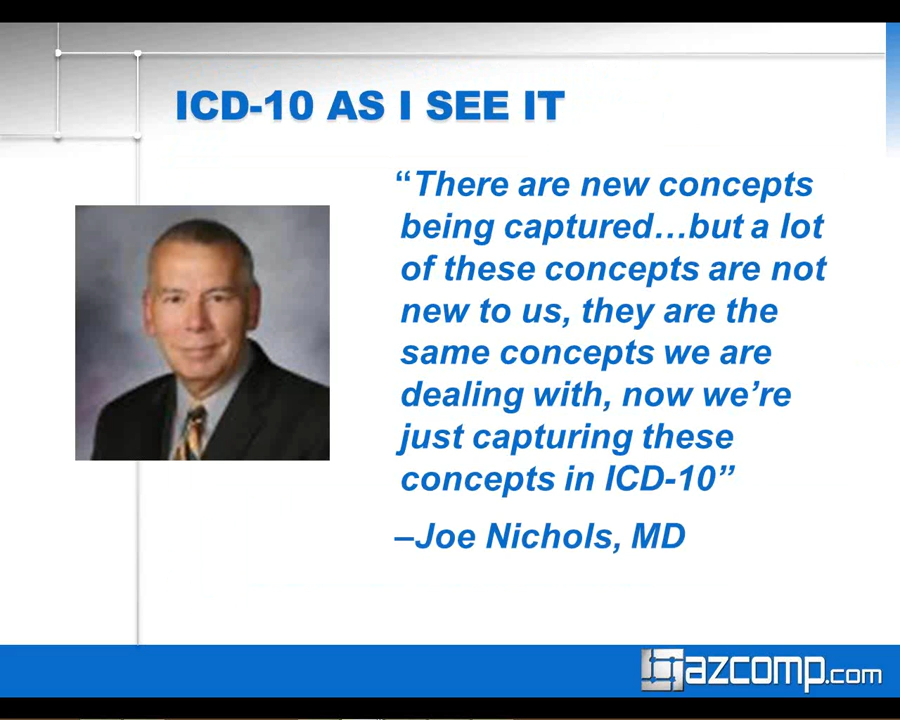 ICD-10 AS I SEE IT
“There are new concepts
being captured…but a lot
of these concepts are not
new to us, they are the
same concepts we are
dealing with, now we’re
just capturing these
concepts in ICD-10”
–Joe Nichols, MD
azcomp.com